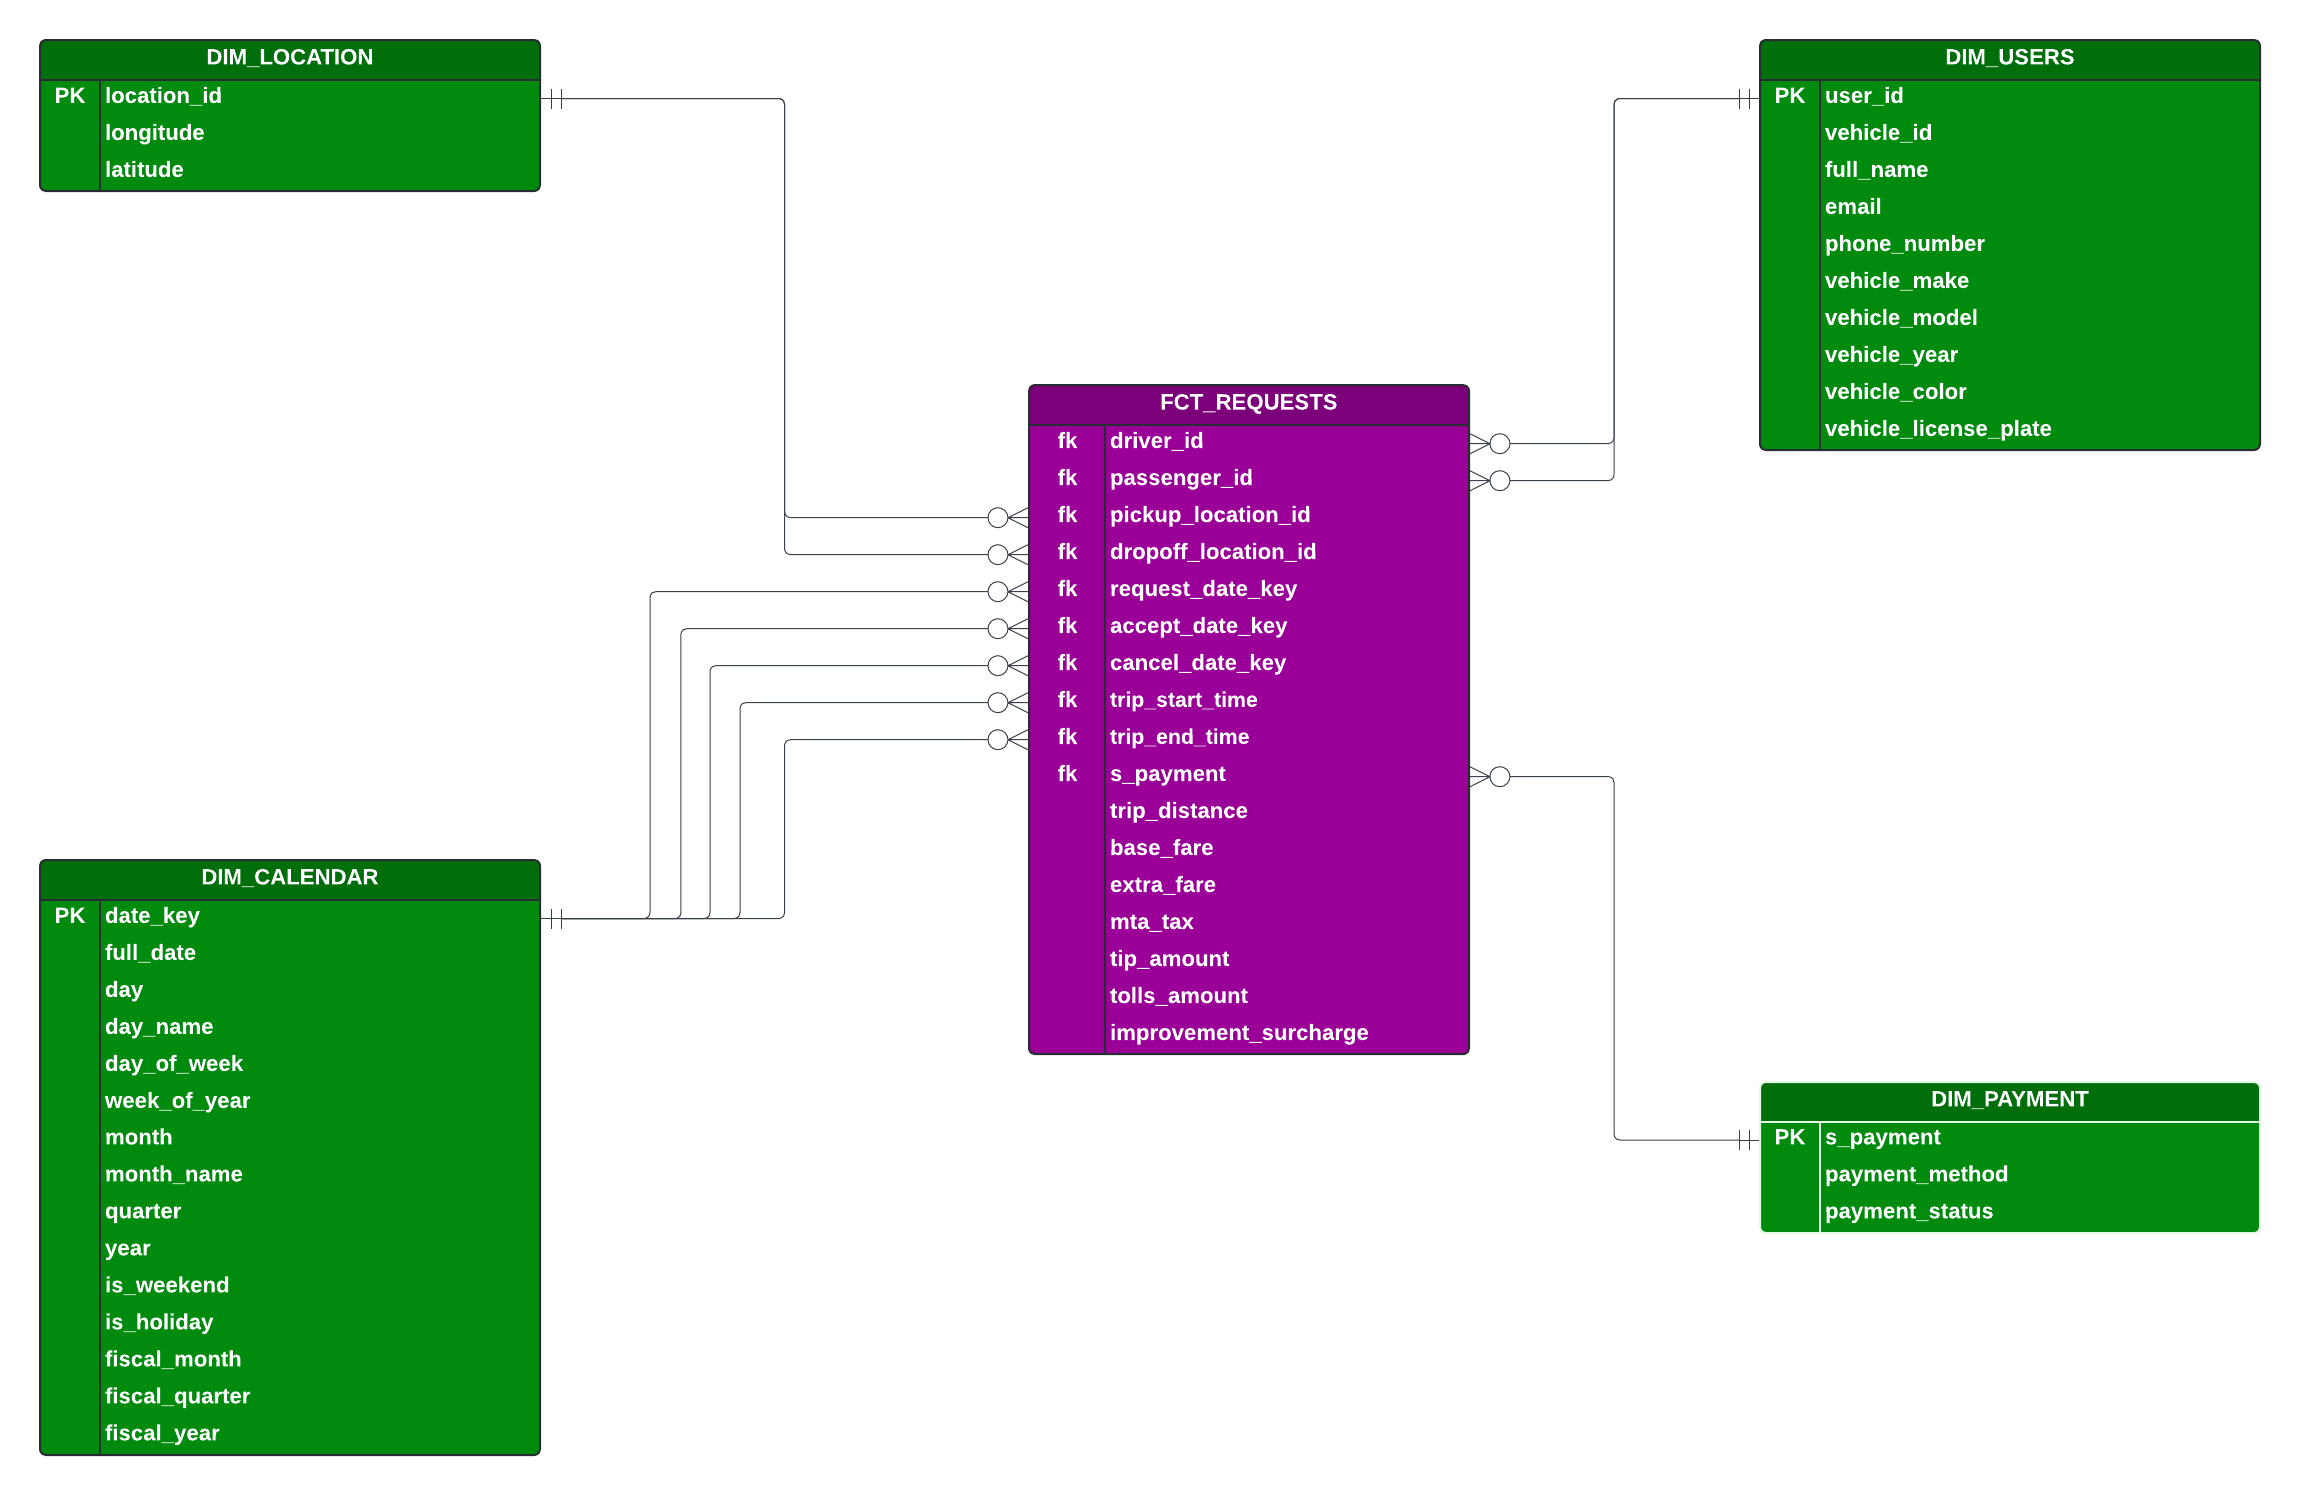 DIM_LOCATION
PK location_id
longitude
latitude
DIM_USERS
PK user_id
vehicle_id
full_name
email
phone_number
vehicle_make
vehicle_model
vehicle_year
vehicle_color
vehicle_license_plate
FCT_REQUESTS
fk driver_id
fk passenger_id
fk pickup_location_id
fk dropoff_location_id
fk request_date_key
fk accept_date_key
fk cancel_date_key
fk trip_start_time
fk trip_end_time
fk s_payment
trip_distance
base_fare
extra_fare
mta_tax
tip_amount
tolls_amount
improvement_surcharge
DIM_CALENDAR
PK date_key
full_date
day
day_name
day_of_week
week_of_year
month
month_name
quarter
year
is_weekend
is_holiday
fiscal_month
fiscal_quarter
fiscal_year
DIM_PAYMENT
PK s_payment
payment_method
payment_status